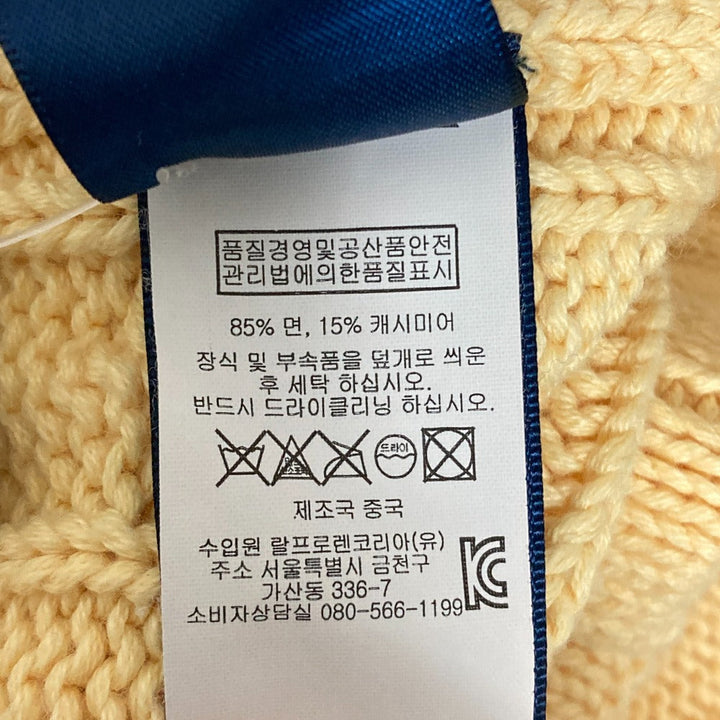 품질경영및공산품안전
관리법에의한품질표시
85% 면, 15% 캐시미어
장식 및 부속품을 덮개로 씌운
후 세탁 하십시오.
반드시 드라이클리닝 하십시오.
드라이
제조국 중국
수입원 랄프로렌코리아(유)
주소 서울특별시 금천구
가산동 336-7
소비자상담실 080-566-1199